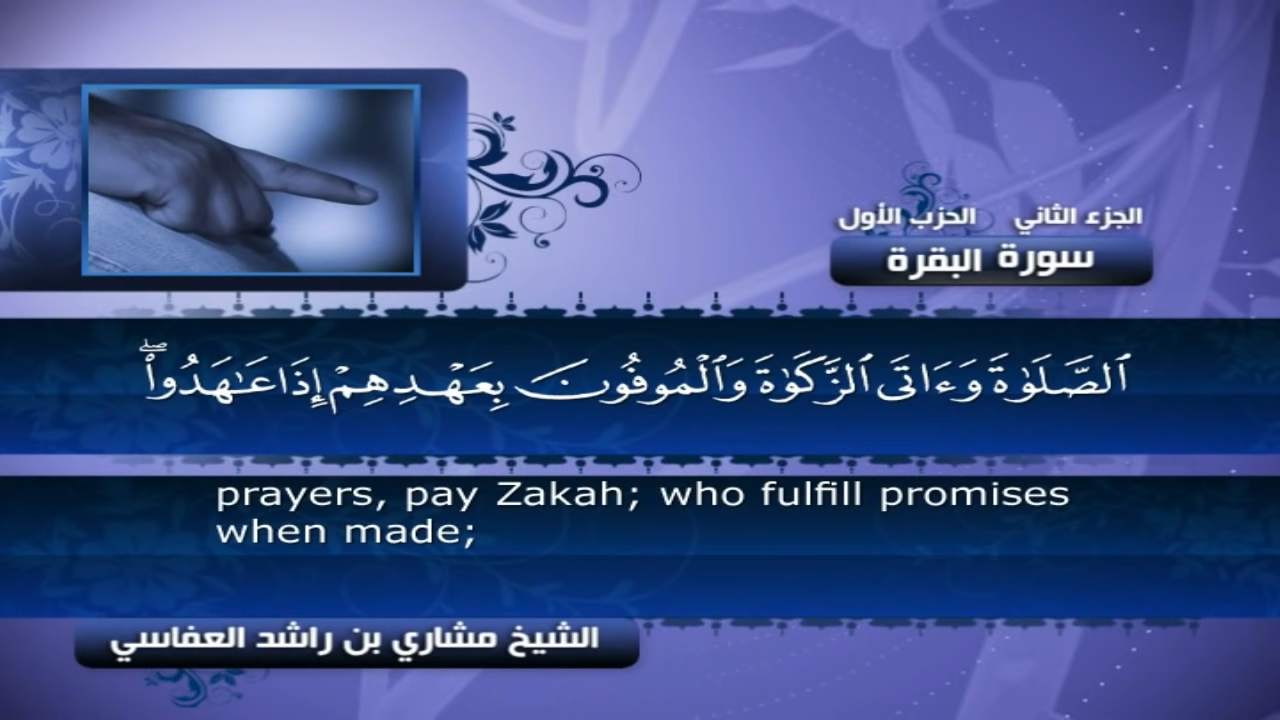 الجزء الثاني الحزب الأول
سورة البقرة
ٱلصَّلَوٰةَ وَءَاتَى ٱلزَّكَوٰةَ وَٱلْمُوفُونَ بِعَهْدِهِمْ إِذَا عَٰهَدُوا۟ ۖ
prayers, pay Zakah; who fulfill promises
when made;
الشيخ مشاري بن راشد العفاسي